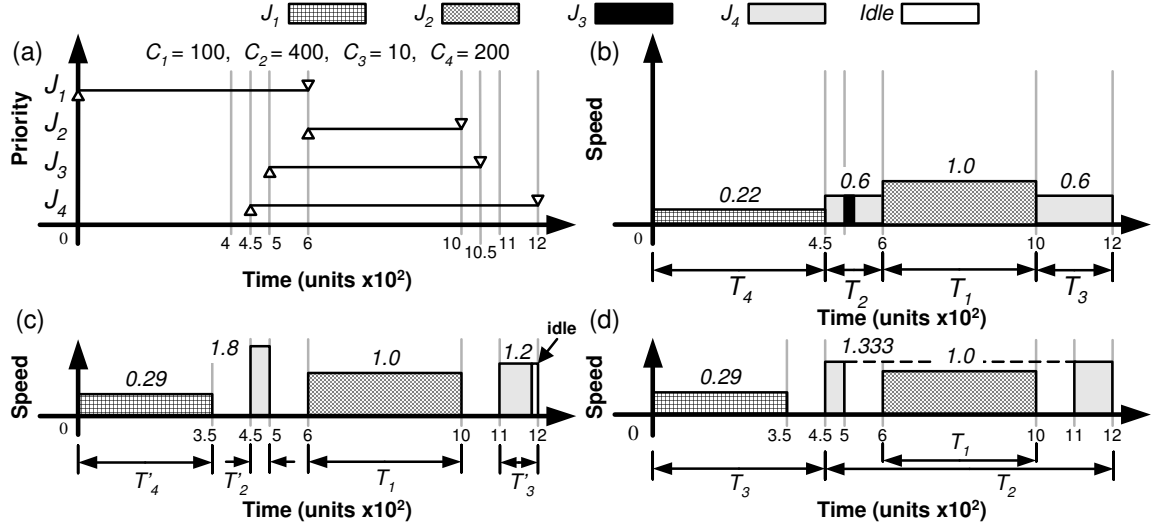 J1 J2 J3 J4 Idle
(a)
C1 = 100, C2 = 400, C3 = 10, C4 = 200
Priority
J1
J2
J3
J4
0 4 4.5 5 6 10 10.5 11 12
Time (units x10²)
(b)
Speed
0.22 0.6 1.0 0.6
0 4.5 6 10 12
T4 T2 T1 T3
Time (units x10²)
(c)
Speed
0.29 1.8 1.0 1.2 idle
0 3.5 4.5 5 6 10 11 12
T'4 T'2 T1 T'3
Time (units x10²)
(d)
Speed
0.29 1.333 1.0
0 3.5 4.5 5 6 10 11 12
T1
T3 T2
Time (units x10²)